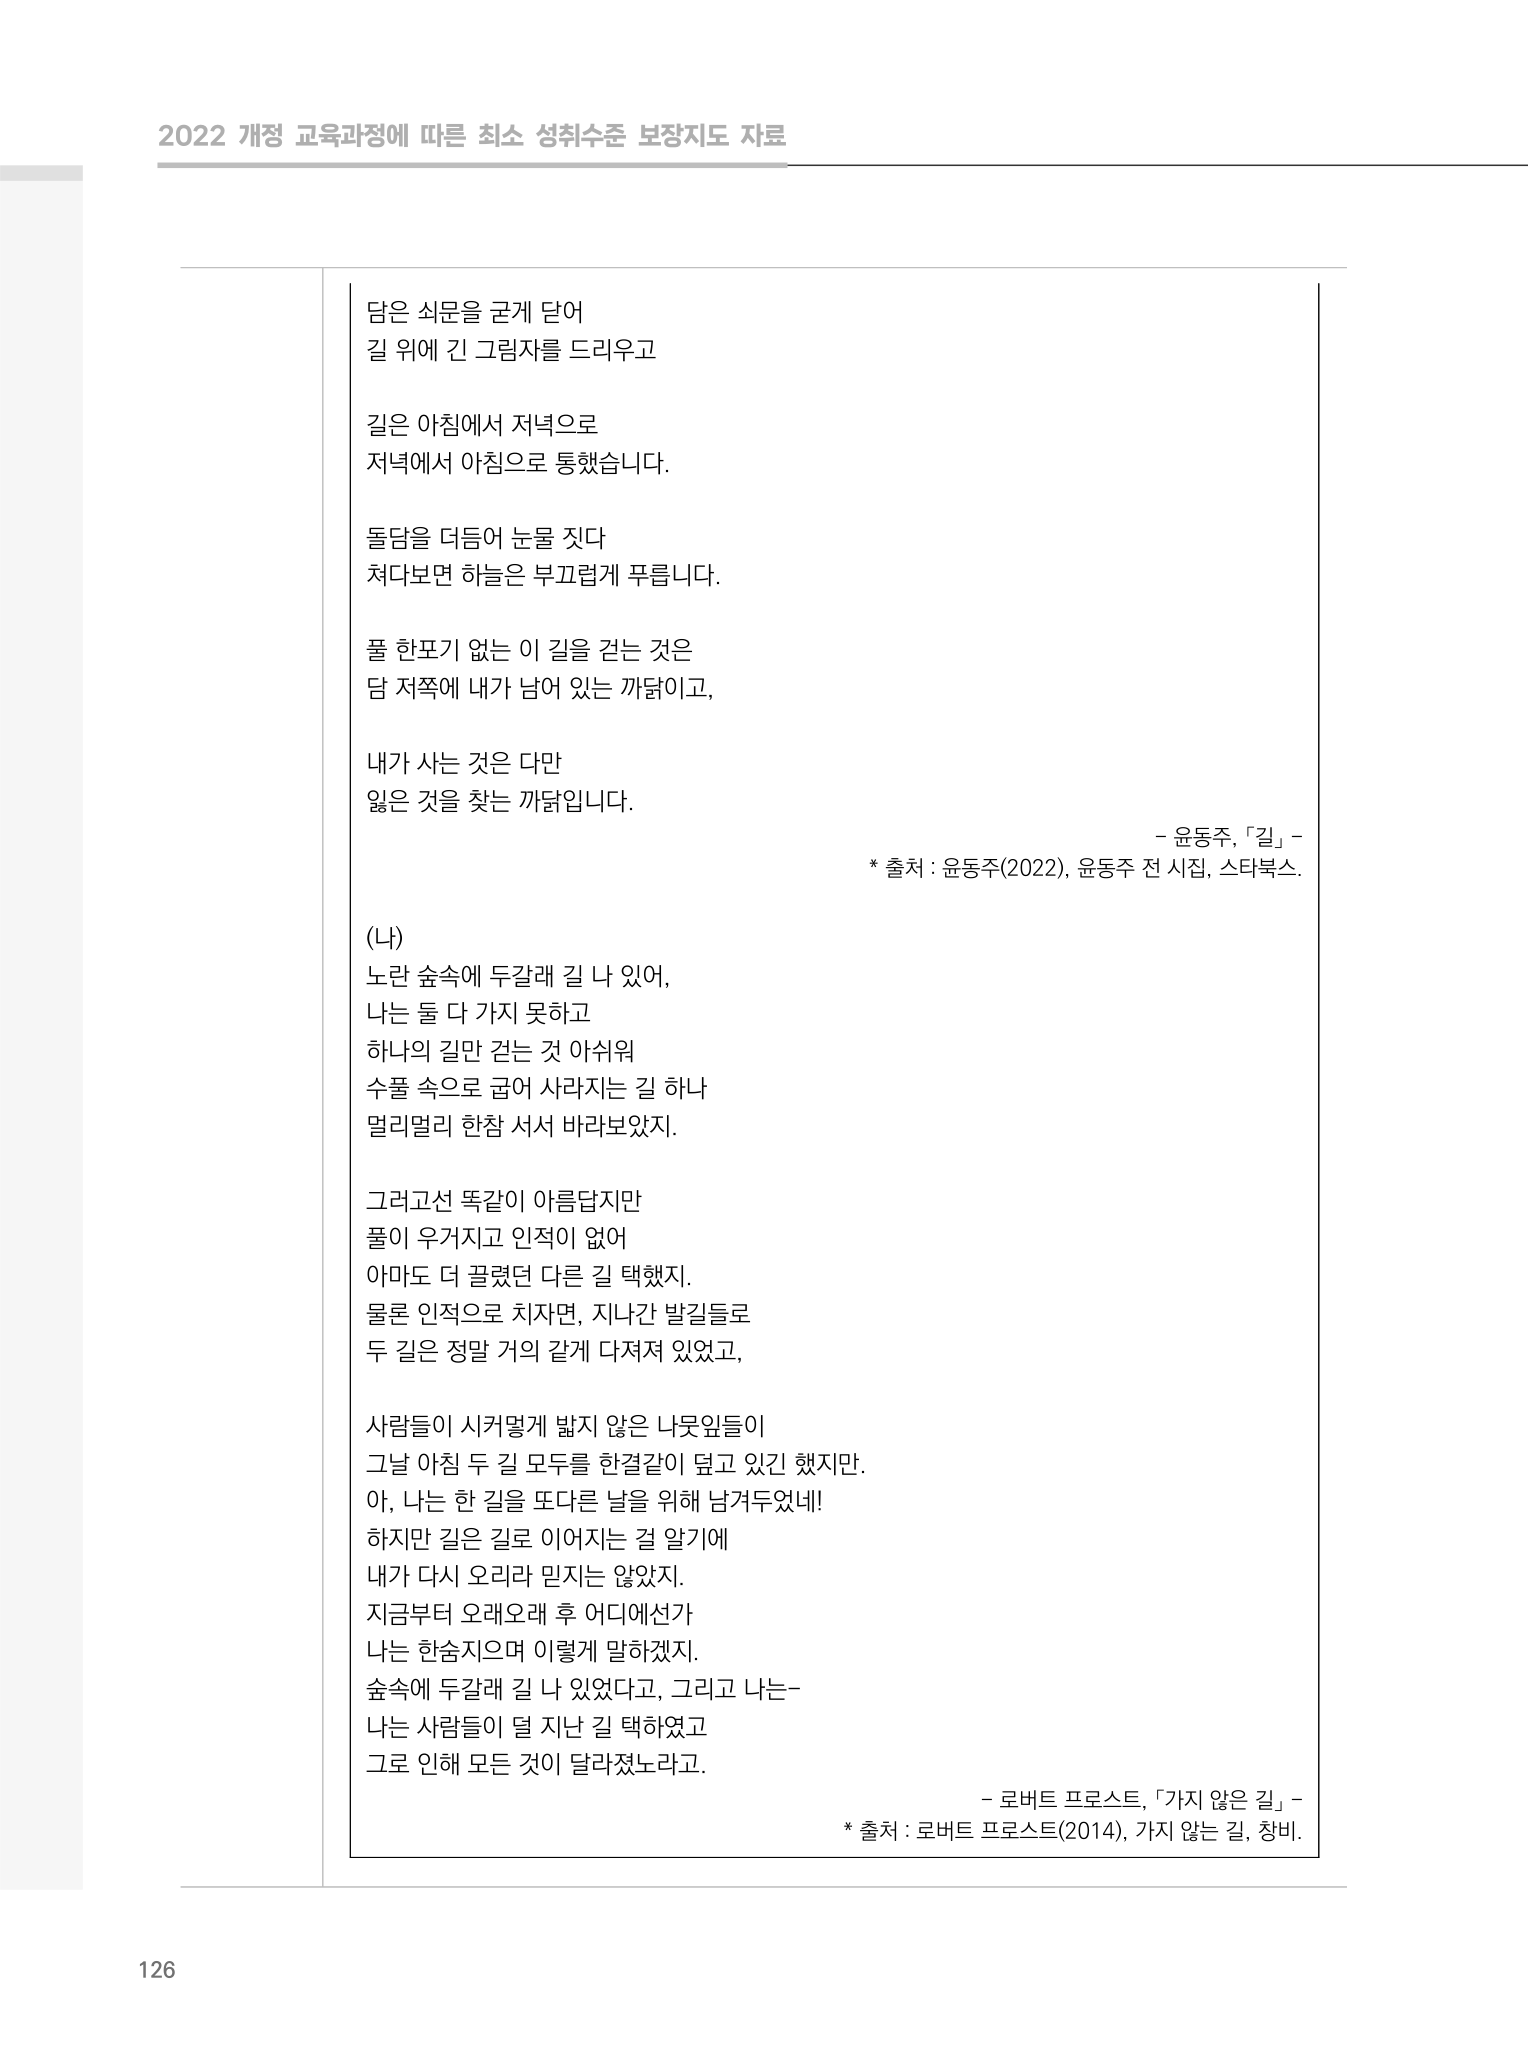 2022 개정 교육과정에 따른 최소 성취수준 보장지도 자료
담은 쇠문을 굳게 닫어
길 위에 긴 그림자를 드리우고
길은 아침에서 저녁으로
저녁에서 아침으로 통했습니다.
돌담을 더듬어 눈물 짓다
쳐다보면 하늘은 부끄럽게 푸릅니다.
풀 한포기 없는 이 길을 걷는 것은
담 저쪽에 내가 남어 있는 까닭이고,
내가 사는 것은 다만
잃은 것을 찾는 까닭입니다.
- 윤동주, 「길」 -
* 출처 : 윤동주(2022), 윤동주 전 시집, 스타북스.
(나)
노란 숲속에 두갈래 길 나 있어,
나는 둘 다 가지 못하고
하나의 길만 걷는 것 아쉬워
수풀 속으로 굽어 사라지는 길 하나
멀리멀리 한참 서서 바라보았지.
그러고선 똑같이 아름답지만
풀이 우거지고 인적이 없어
아마도 더 끌렸던 다른 길 택했지.
물론 인적으로 치자면, 지나간 발길들로
두 길은 정말 거의 같게 다져져 있었고,
사람들이 시커멓게 밟지 않은 나뭇잎들이
그날 아침 두 길 모두를 한결같이 덮고 있긴 했지만.
아, 나는 한 길을 또다른 날을 위해 남겨두었네!
하지만 길은 길로 이어지는 걸 알기에
내가 다시 오리라 믿지는 않았지.
지금부터 오래오래 후 어디에선가
나는 한숨지으며 이렇게 말하겠지.
숲속에 두갈래 길 나 있었다고, 그리고 나는-
나는 사람들이 덜 지난 길 택하였고
그로 인해 모든 것이 달라졌노라고.
- 로버트 프로스트, 「가지 않은 길」 -
* 출처 : 로버트 프로스트(2014), 가지 않는 길, 창비.
126